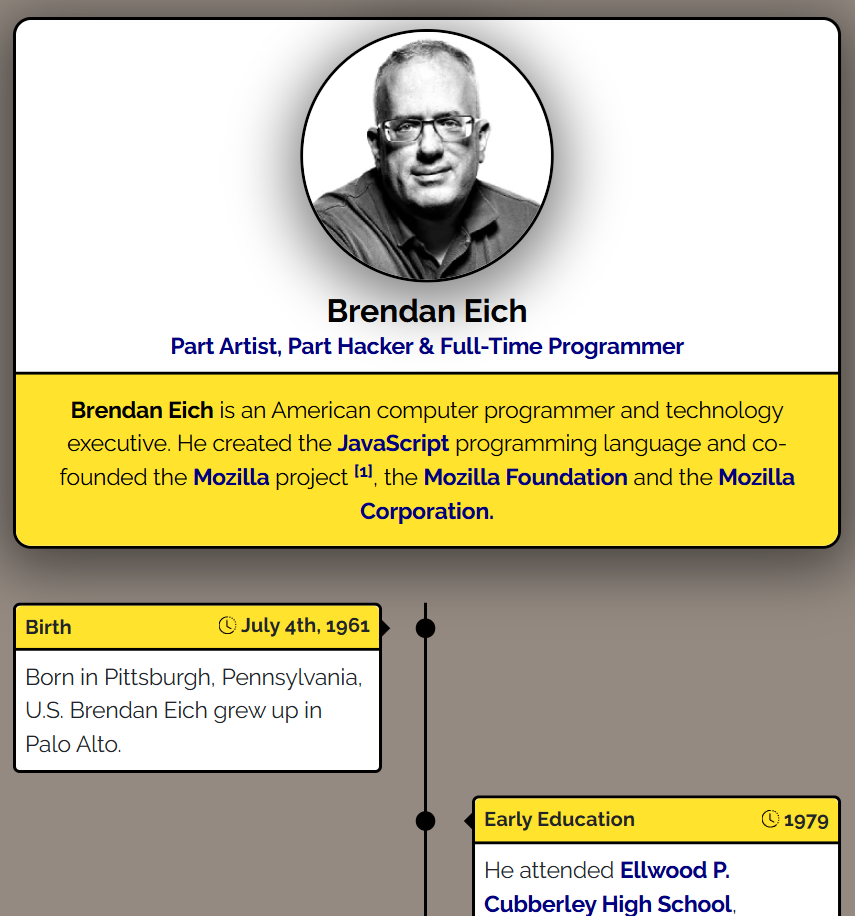 Brendan Eich
Part Artist, Part Hacker & Full-Time Programmer
Brendan Eich is an American computer programmer and technology
executive. He created the JavaScript programming language and co-
founded the Mozilla project [1], the Mozilla Foundation and the Mozilla
Corporation.
Birth
July 4th, 1961
Born in Pittsburgh, Pennsylvania,
U.S. Brendan Eich grew up in
Palo Alto.
Early Education
1979
He attended Ellwood P.
Cubberley High School,